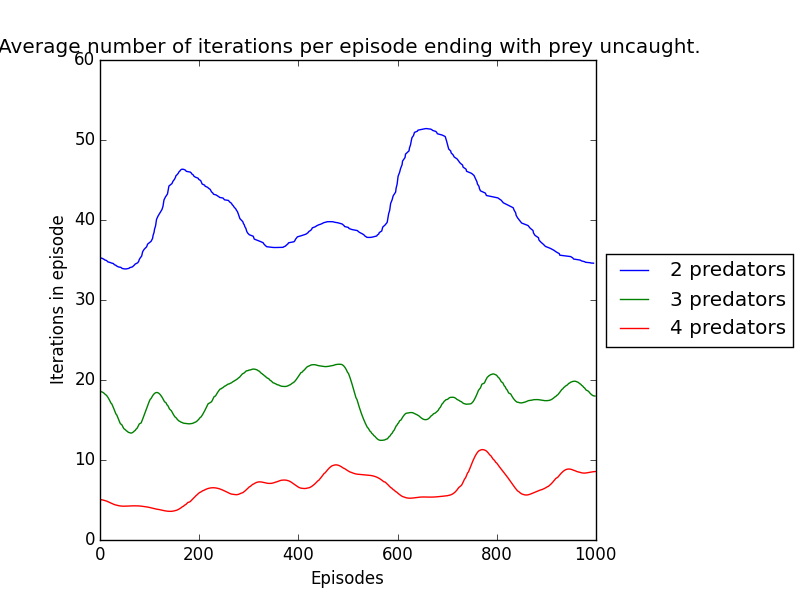 Average number of iterations per episode ending with prey uncaught.
60
50
40
30
20
10
0
Iterations in episode
0 200 400 600 800 1000
Episodes
2 predators
3 predators
4 predators